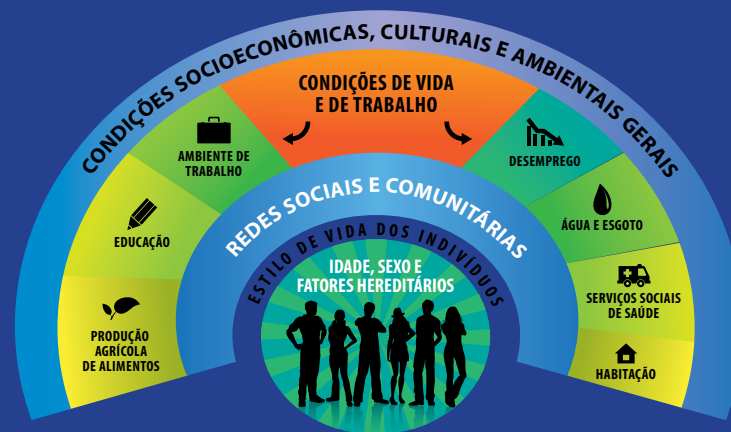 CONDIÇÕES SOCIOECONÔMICAS, CULTURAIS E AMBIENTAIS GERAIS
CONDIÇÕES DE VIDA
E DE TRABALHO
AMBIENTE DE
TRABALHO
EDUCAÇÃO
PRODUÇÃO
AGRÍCOLA
DE ALIMENTOS
DESEMPREGO
ÁGUA E ESGOTO
SERVIÇOS SOCIAIS
DE SAÚDE
HABITAÇÃO
REDES SOCIAIS E COMUNITÁRIAS
ESTILO DE VIDA DOS INDIVÍDUOS
IDADE, SEXO E
FATORES HEREDITÁRIOS